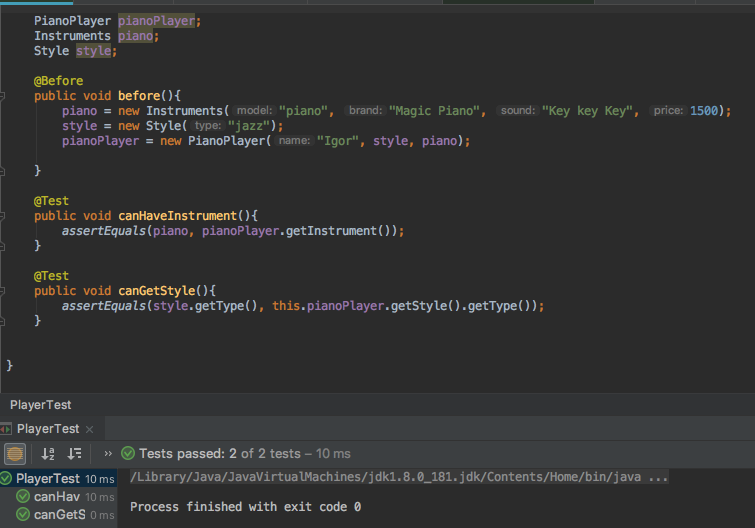 PianoPlayer pianoPlayer;
Instruments piano;
Style style;
@Before
public void before(){
piano = new Instruments( model: "piano", brand: "Magic Piano", sound: "Key key Key", price: 1500);
style = new Style( type: "jazz");
pianoPlayer = new PianoPlayer( name: "Igor", style, piano);
}
@Test
public void canHaveInstrument(){
assertEquals(piano, pianoPlayer.getInstrument());
}
@Test
public void canGetStyle(){
assertEquals(style.getType(), this.pianoPlayer.getStyle().getType());
}
}
PlayerTest
PlayerTest ×
>> Tests passed: 2 of 2 tests – 10 ms
PlayerTest 10 ms /Library/Java/JavaVirtualMachines/jdk1.8.0_181.jdk/Contents/Home/bin/java ...
canHav 10 ms
Process finished with exit code 0
canGetS 0 ms